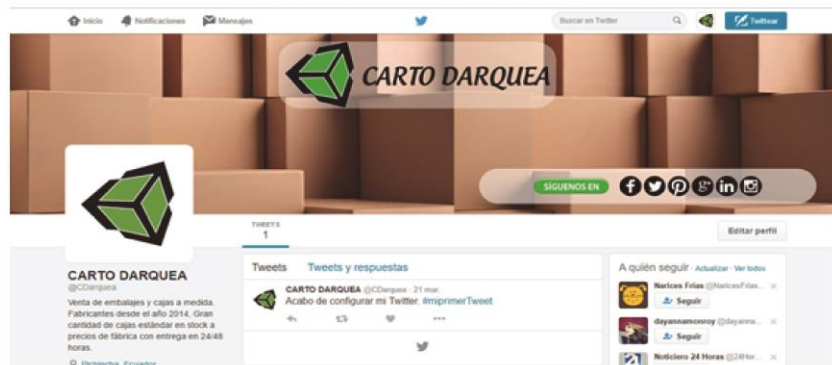 Inicio Notificaciones Mensajes Buscar en Twitter Twittear
CARTO DARQUEA
SÍGUENOS EN
TWEETS
1
Editar perfil
CARTO DARQUEA
@CDarquea
Venta de embalajes y cajas a medida.
Fabricantes desde el año 2014, Gran
cantidad de cajas estándar en stock a
precios de fábrica con entrega en 24/48
horas.
Pichincha, Ecuador
Tweets Tweets y respuestas
CARTO DARQUEA @CDarquea · 21 mar.
Acabo de configurar mi Twitter. #miprimerTweet
A quién seguir · Actualizar · Ver todos
Narices Frías @NaricesFrias...
Seguir
dayannamonroy @dayanna...
Seguir
Noticiero 24 Horas @24Hor...